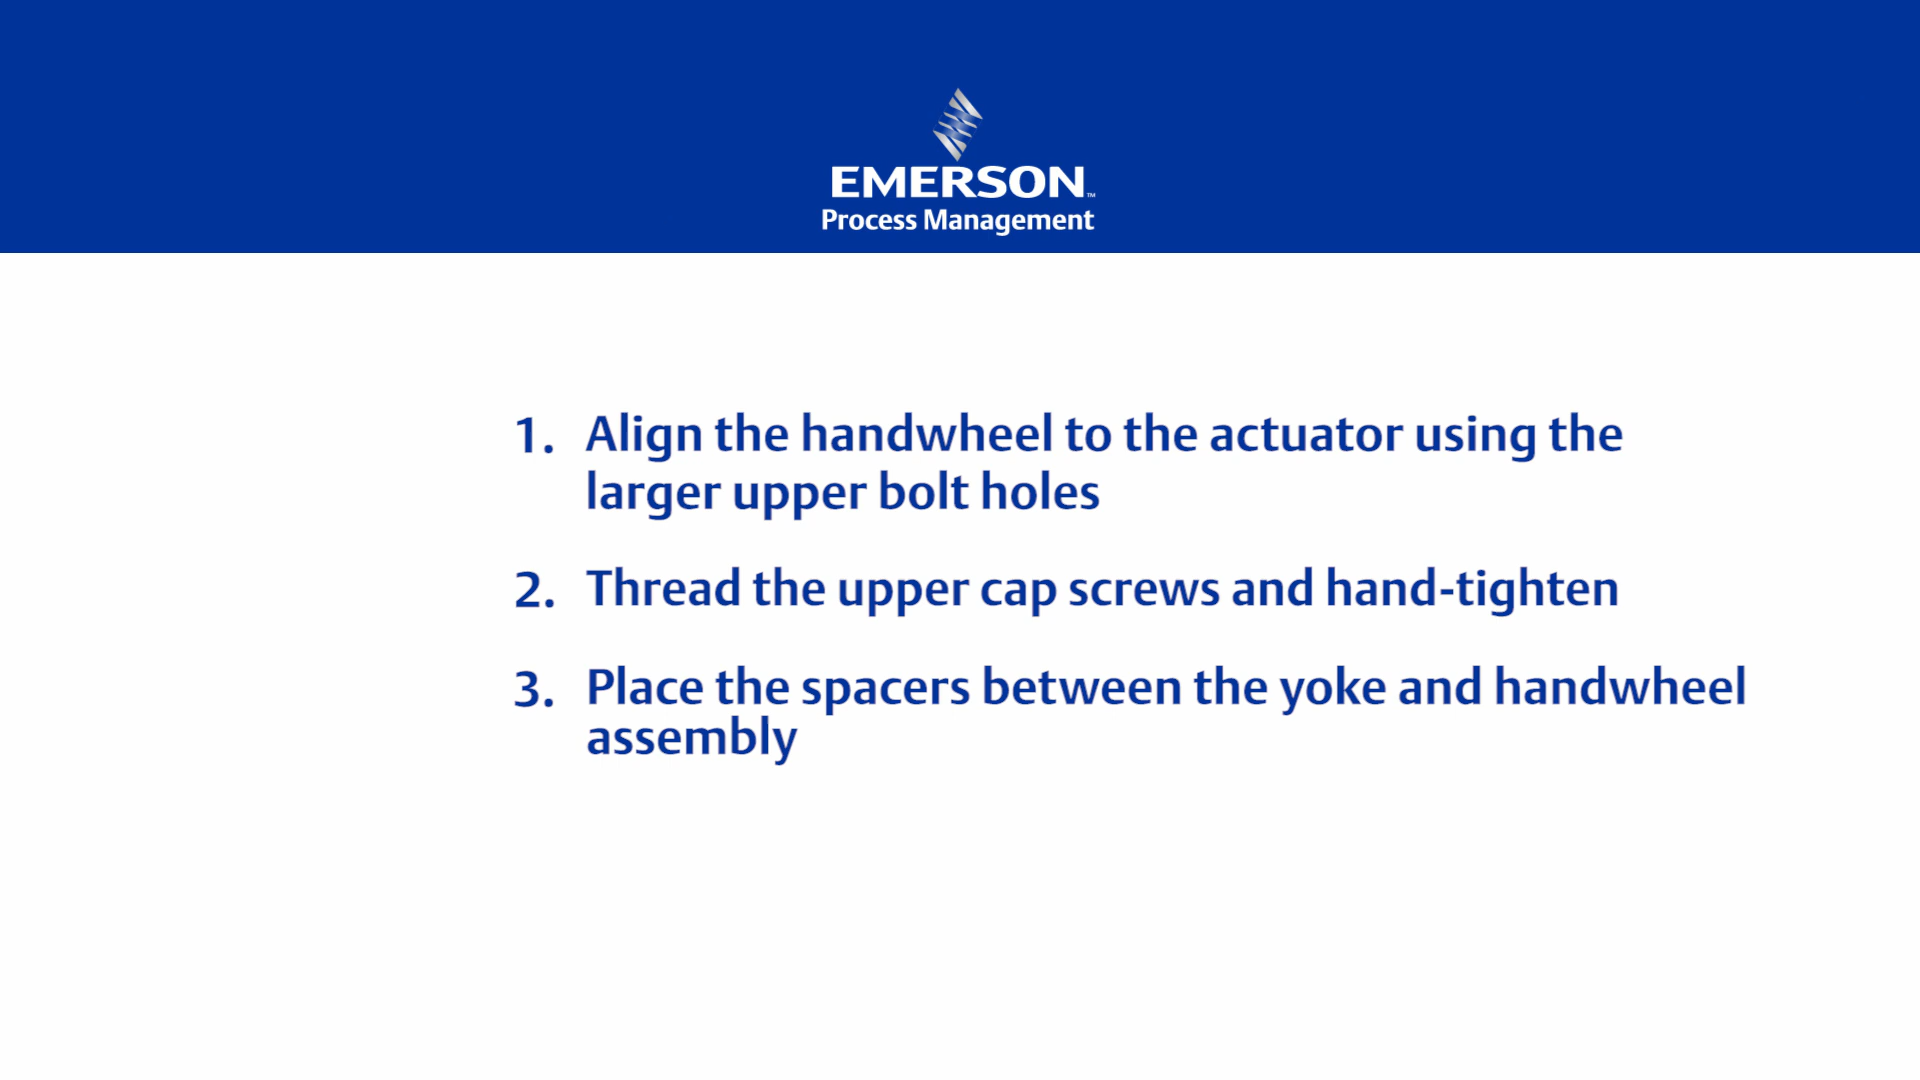 EMERSON™
Process Management
1. Align the handwheel to the actuator using the
larger upper bolt holes
2. Thread the upper cap screws and hand-tighten
3. Place the spacers between the yoke and handwheel
assembly